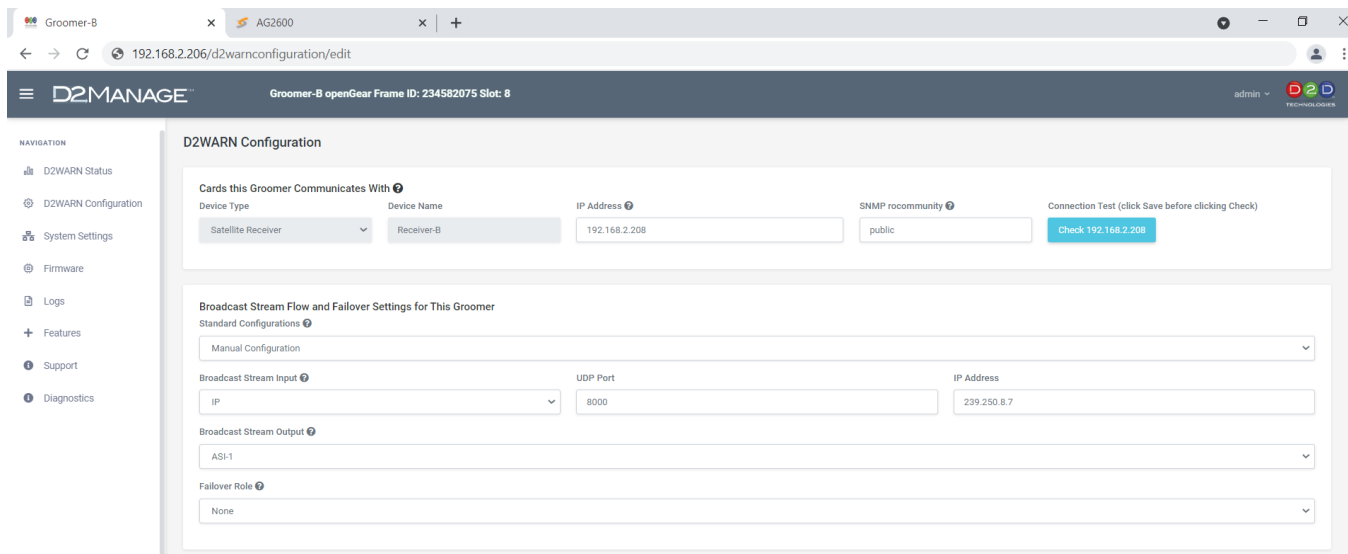 Groomer-B
AG2600
192.168.2.206/d2warnconfiguration/edit
D2MANAGE™ Groomer-B openGear Frame ID: 234582075 Slot: 8 admin D2D
TECHNOLOGIES
NAVIGATION
D2WARN Status
D2WARN Configuration
System Settings
Firmware
Logs
Features
Support
Diagnostics
D2WARN Configuration
Cards this Groomer Communicates With
Device Type Device Name IP Address SNMP rocommunity Connection Test (click Save before clicking Check)
Satellite Receiver Receiver-B 192.168.2.208 public Check 192.168.2.208
Broadcast Stream Flow and Failover Settings for This Groomer
Standard Configurations
Manual Configuration
Broadcast Stream Input UDP Port IP Address
IP 8000 239.250.8.7
Broadcast Stream Output
ASI-1
Failover Role
None